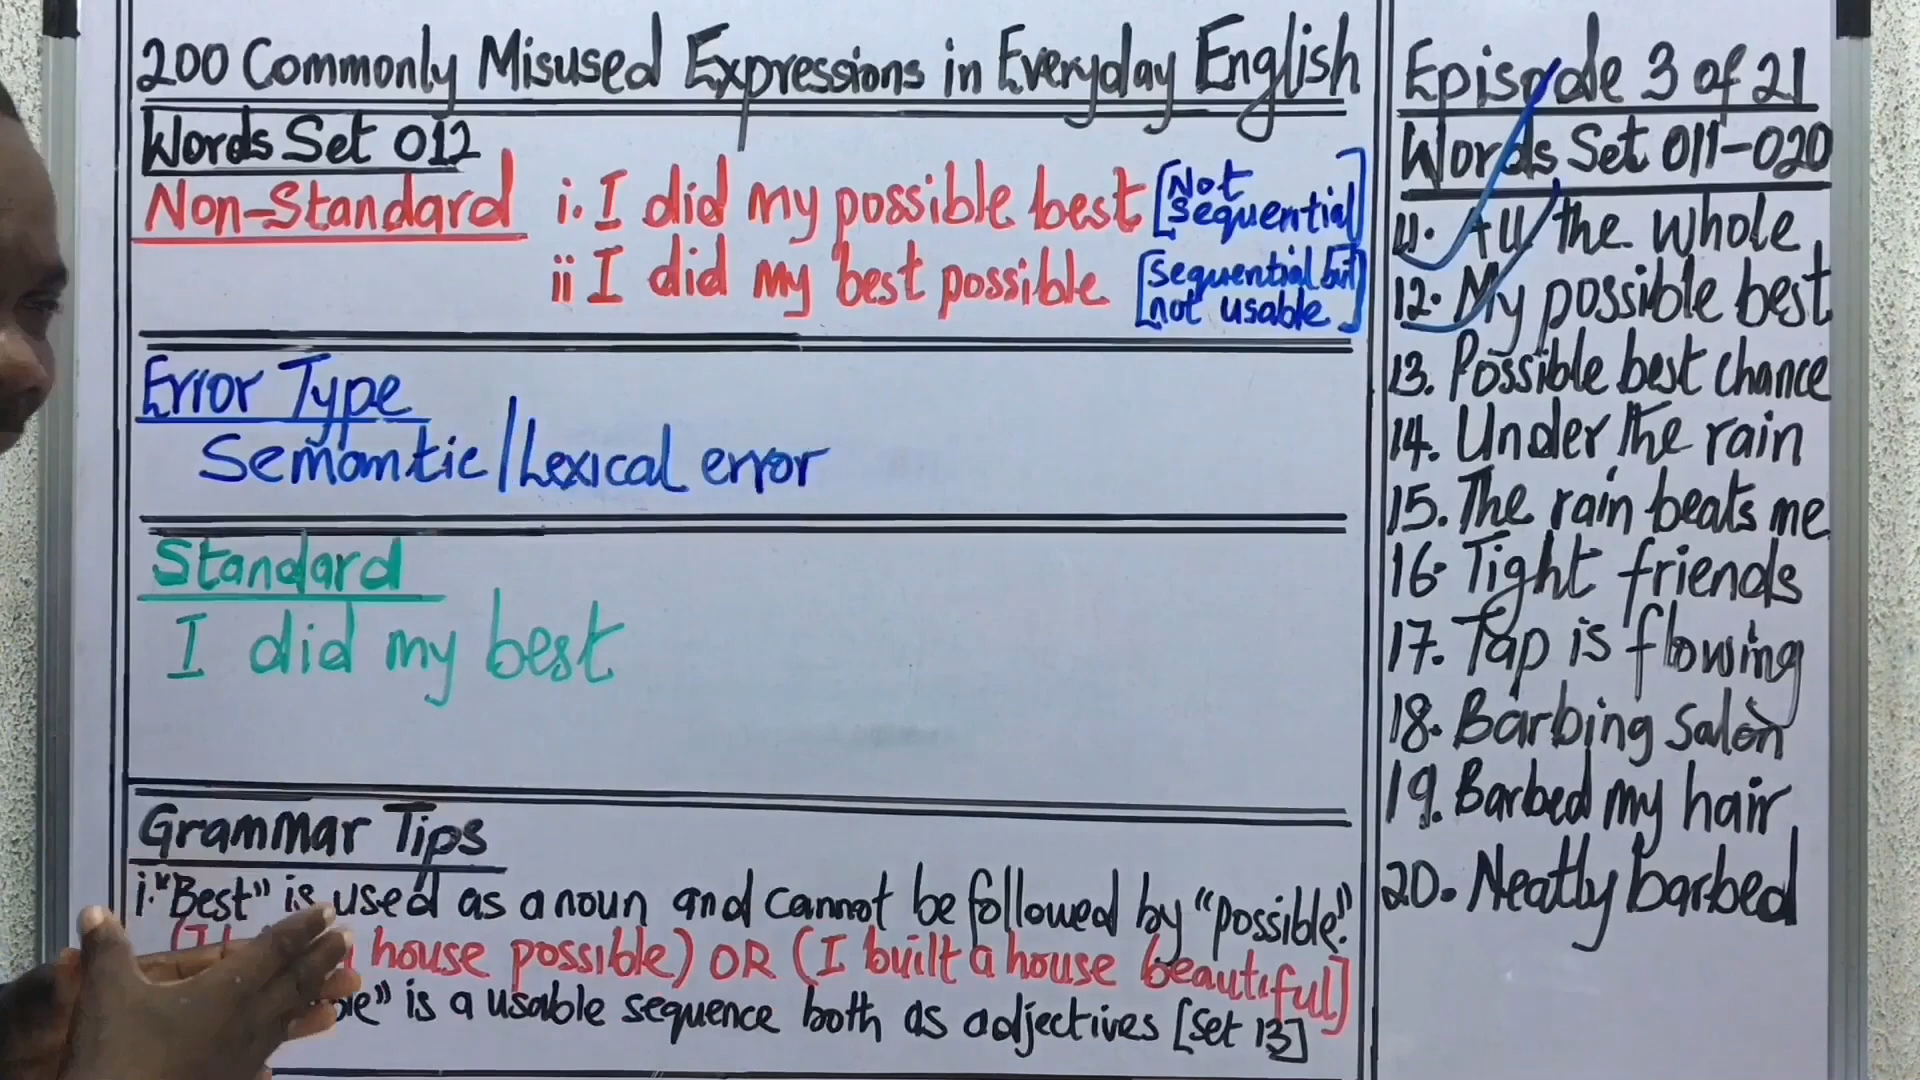 200 Commonly Misused Expressions in Everyday English
Words Set 012
Non-Standard i. I did my possible best [Not sequential]
ii I did my best possible [sequential but not usable]
Error Type
Semantic/Lexical error
Standard
I did my best
Grammar Tips
i. "Best" is used as a noun and cannot be followed by "possible."
house possible) OR (I built a house beautiful]
is a usable sequence both as adjectives [set 13]
Episode 3 of 21
Words Set 011-020
11. All the whole
12. My possible best
13. Possible best chance
14. Under the rain
15. The rain beats me
16. Tight friends
17. Tap is flowing
18. Barbing Salon
19. Barbed my hair
20. Neatly barbed